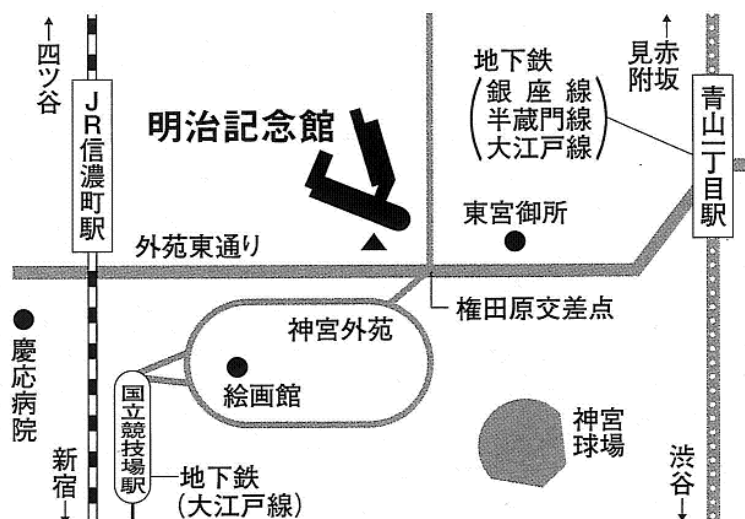 ↑四ツ谷
JR信濃町駅
明治記念館
地下鉄
(銀座線
半蔵門線
大江戸線)
↑赤坂
見附
青山一丁目駅
外苑東通り
東宮御所
権田原交差点
神宮外苑
絵画館
慶応病院
国立競技場駅
地下鉄
(大江戸線)
新宿↓
神宮
球場
渋谷↓